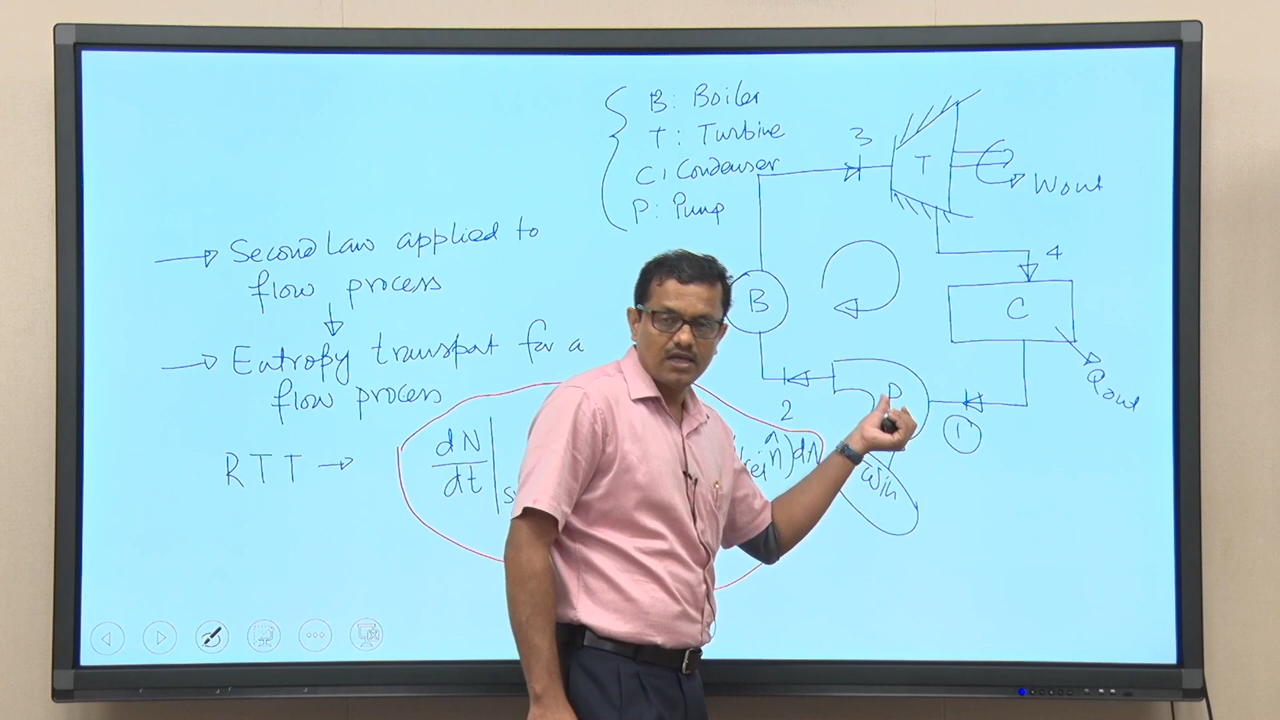 B: Boiler
T: Turbine
C: Condenser
P: Pump
3
T
Wout
4
C
Qout
B
P
2
1
Win
→ Second Law applied to
flow process
→ Entropy transport for a
flow process
RTT →
dN
dt
n̂) dA